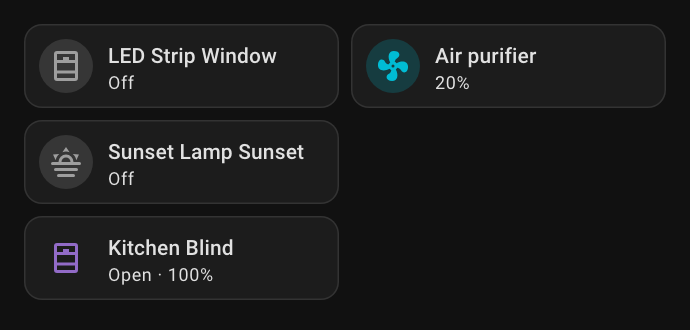 LED Strip Window
Off
Air purifier
20%
Sunset Lamp Sunset
Off
Kitchen Blind
Open · 100%